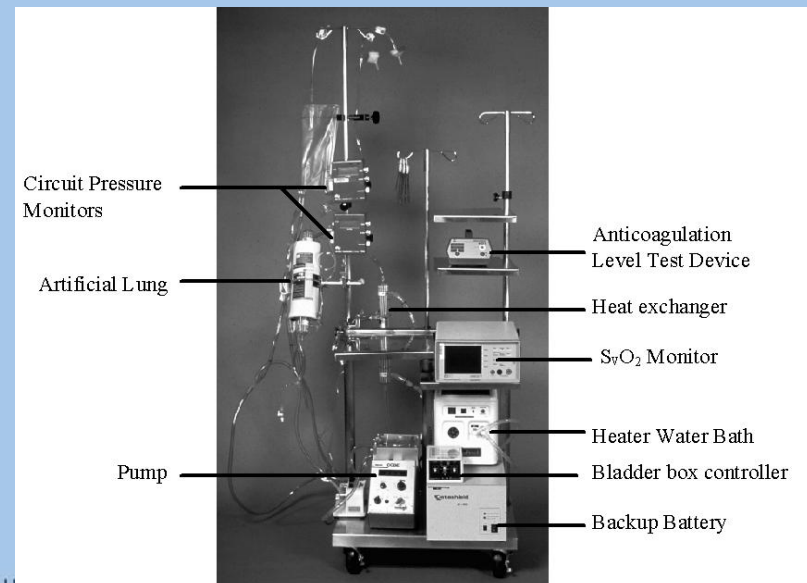 Circuit Pressure
Monitors
Artificial Lung
Pump
Anticoagulation
Level Test Device
Heat exchanger
SᵥO₂ Monitor
Heater Water Bath
Bladder box controller
Backup Battery